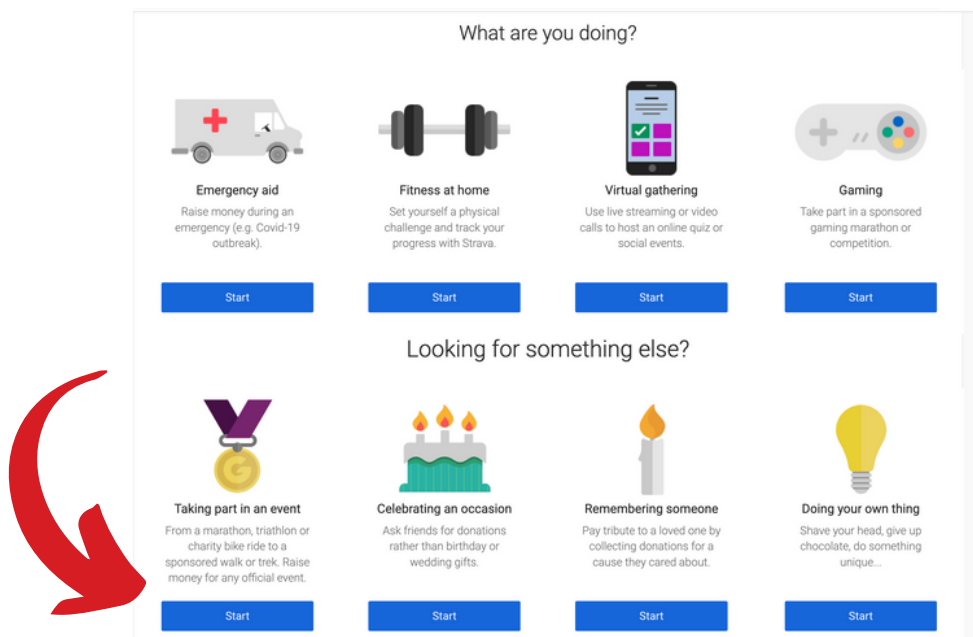 What are you doing?
Emergency aid
Raise money during an
emergency (e.g. Covid-19
outbreak).
Start
Fitness at home
Set yourself a physical
challenge and track your
progress with Strava.
Start
Virtual gathering
Use live streaming or video
calls to host an online quiz or
social events.
Start
Gaming
Take part in a sponsored
gaming marathon or
competition.
Start
Looking for something else?
G
Taking part in an event
From a marathon, triathlon or
charity bike ride to a
sponsored walk or trek. Raise
money for any official event.
Start
Celebrating an occasion
Ask friends for donations
rather than birthday or
wedding gifts.
Start
Remembering someone
Pay tribute to a loved one by
collecting donations for a
cause they cared about.
Start
Doing your own thing
Shave your head, give up
chocolate, do something
unique...
Start